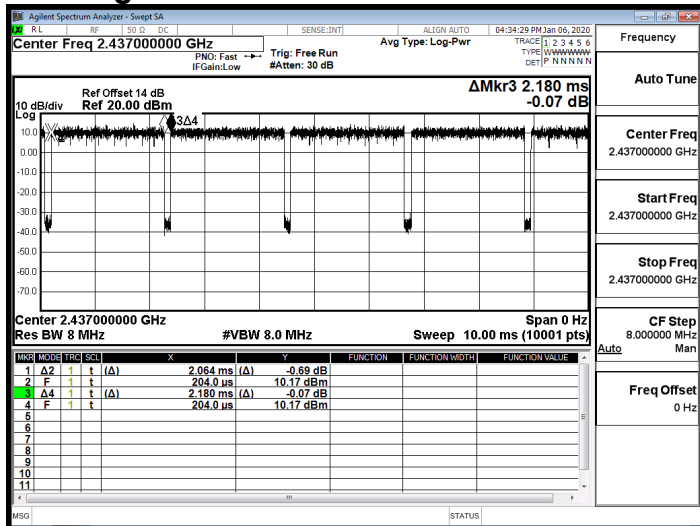 Agilent Spectrum Analyzer - Swept SA
RL RF 50 Ω DC SENSE:INT ALIGN AUTO 04:34:29 PM Jan 06, 2020
Center Freq 2.437000000 GHz
PNO: Fast
IFGain:Low
Trig: Free Run
#Atten: 30 dB
Avg Type: Log-Pwr
TRACE 1 2 3 4 5 6
TYPE WWWWWW
DET P N N N N N
Ref Offset 14 dB
10 dB/div Ref 20.00 dBm
ΔMkr3 2.180 ms
-0.07 dB
Log
3Δ4
10.0
0.00
-10.0
-20.0
-30.0
-40.0
-50.0
-60.0
-70.0
Center 2.437000000 GHz Span 0 Hz
Res BW 8 MHz #VBW 8.0 MHz Sweep 10.00 ms (10001 pts)
MKR MODE TRC SCL X Y FUNCTION FUNCTION WIDTH FUNCTION VALUE
1 Δ2 1 t (Δ) 2.064 ms (Δ) -0.69 dB
2 F 1 t 204.0 µs 10.17 dBm
3 Δ4 1 t (Δ) 2.180 ms (Δ) -0.07 dB
4 F 1 t 204.0 µs 10.17 dBm
5
6
7
8
9
10
11
MSG STATUS
Frequency
Auto Tune
Center Freq
2.437000000 GHz
Start Freq
2.437000000 GHz
Stop Freq
2.437000000 GHz
CF Step
8.000000 MHz
Auto Man
Freq Offset
0 Hz